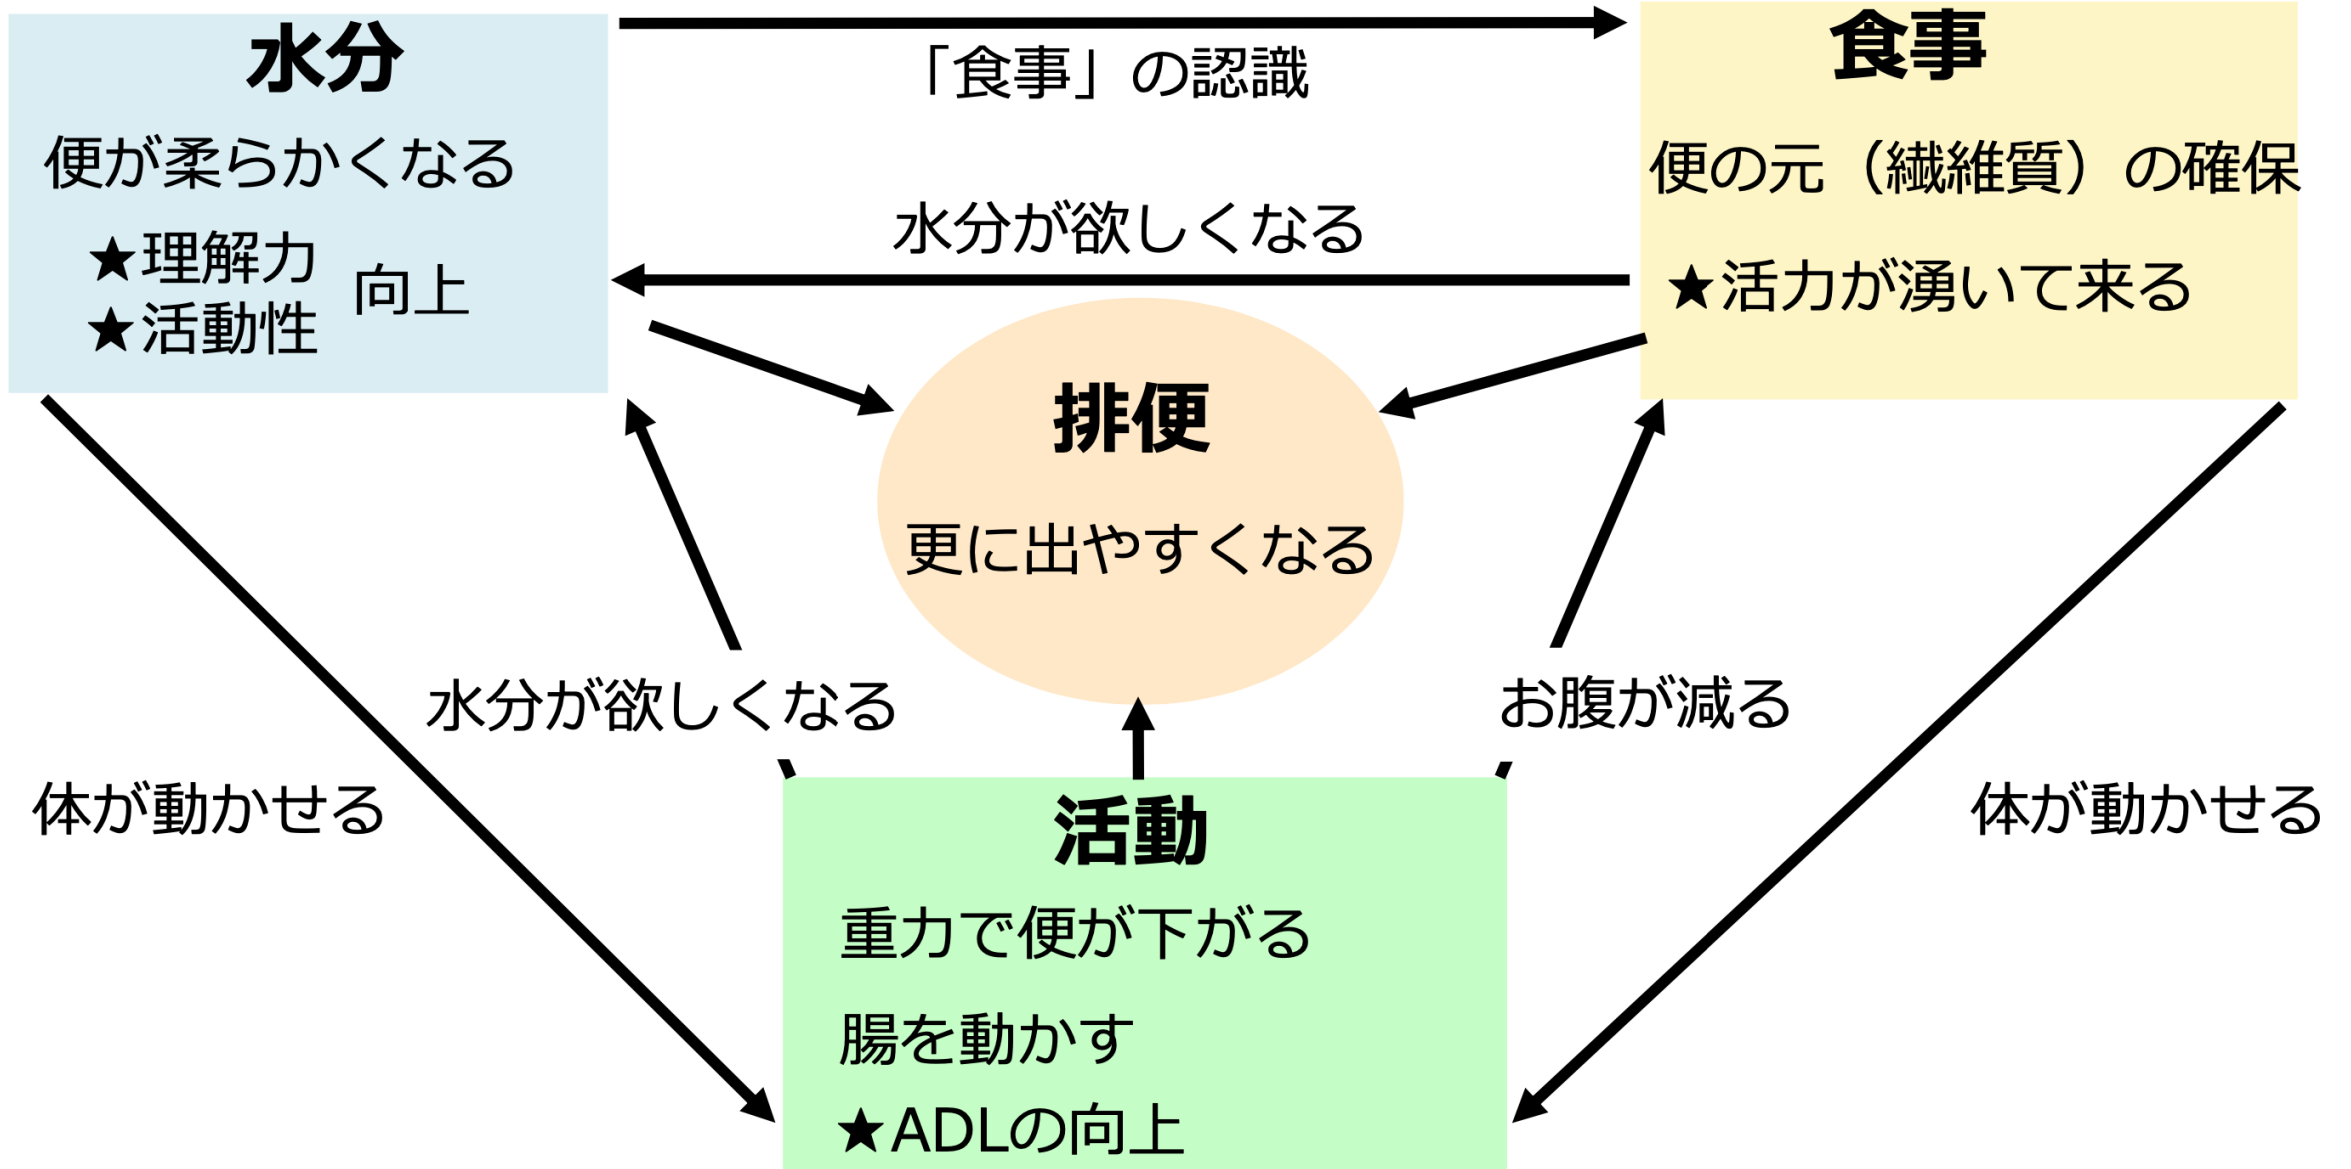 水分
便が柔らかくなる
★理解力
★活動性
向上
「食事」の認識
水分が欲しくなる
食事
便の元（繊維質）の確保
★活力が湧いて来る
排便
更に出やすくなる
水分が欲しくなる
お腹が減る
体が動かせる
体が動かせる
活動
重力で便が下がる
腸を動かす
★ADLの向上